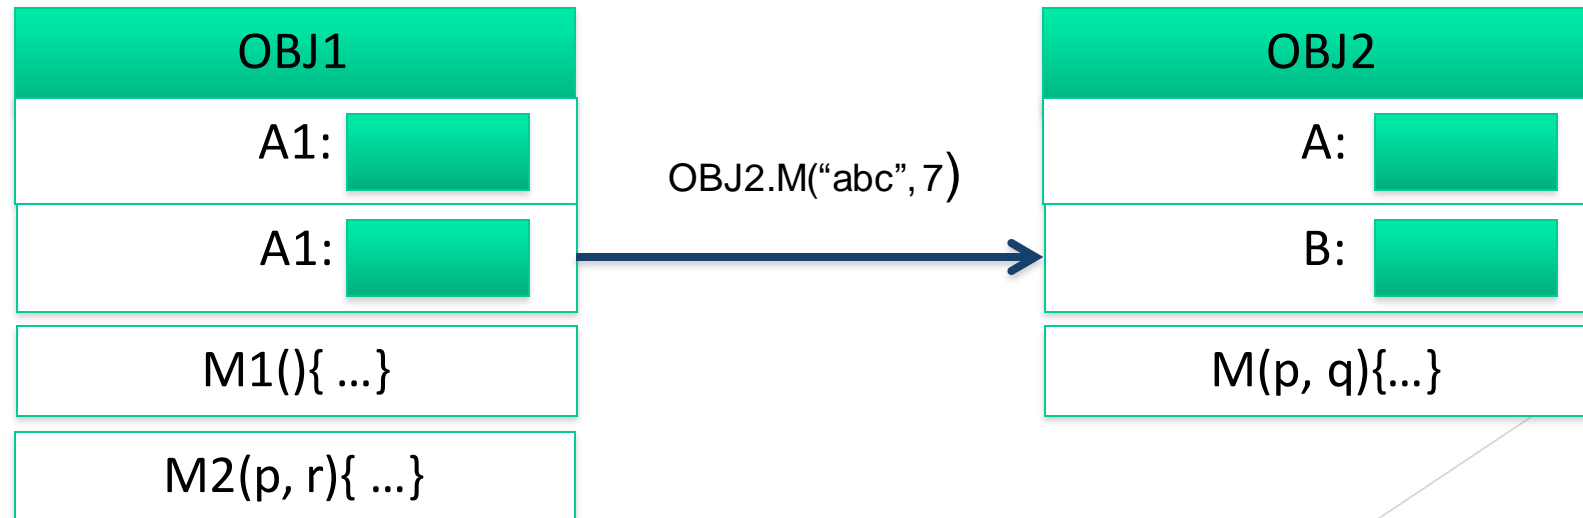 OBJ1
A1:
A1:
M1(){ …}
M2(p, r){ …}
OBJ2.M(“abc”, 7)
OBJ2
A:
B:
M(p, q){…}